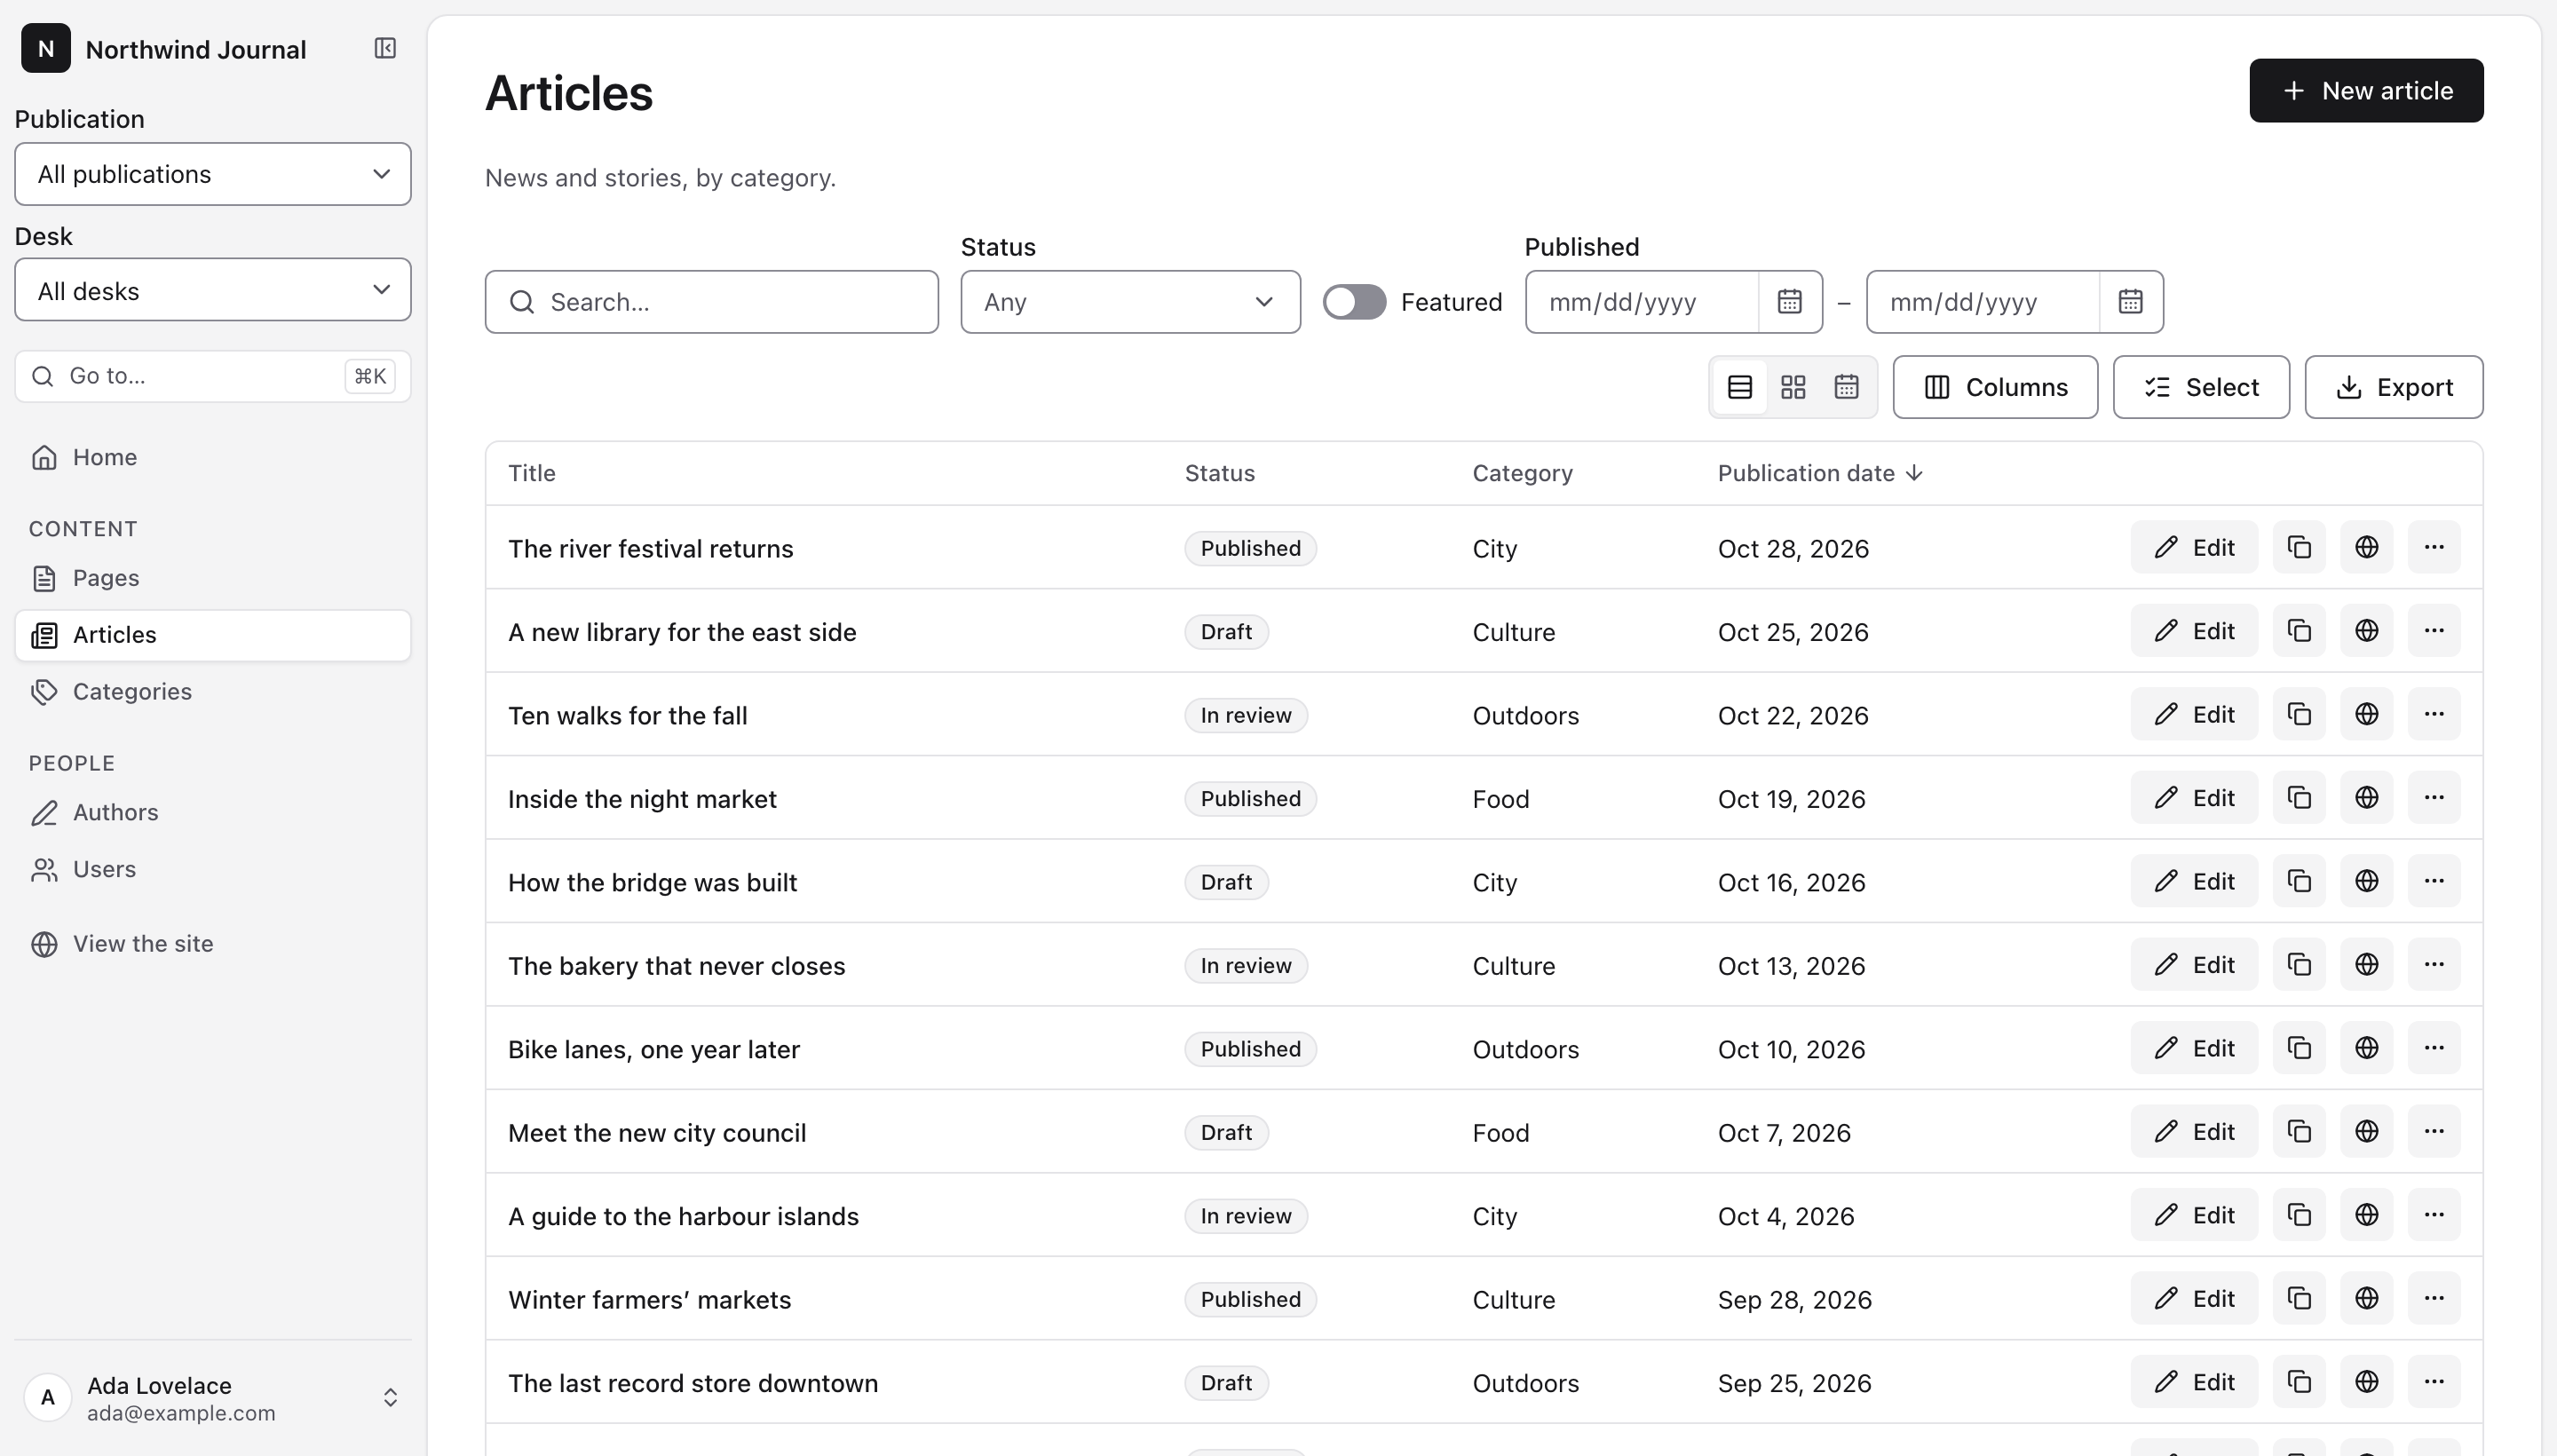 N Northwind Journal
Publication
All publications
Desk
All desks
Go to... ⌘K
Home
CONTENT
Pages
Articles
Categories
PEOPLE
Authors
Users
View the site
A
Ada Lovelace
ada@example.com
Articles
New article
News and stories, by category.
Search...
Status
Any
Featured
Published
mm/dd/yyyy – mm/dd/yyyy
Columns Select Export
Title Status Category Publication date
The river festival returns Published City Oct 28, 2026 Edit
A new library for the east side Draft Culture Oct 25, 2026 Edit
Ten walks for the fall In review Outdoors Oct 22, 2026 Edit
Inside the night market Published Food Oct 19, 2026 Edit
How the bridge was built Draft City Oct 16, 2026 Edit
The bakery that never closes In review Culture Oct 13, 2026 Edit
Bike lanes, one year later Published Outdoors Oct 10, 2026 Edit
Meet the new city council Draft Food Oct 7, 2026 Edit
A guide to the harbour islands In review City Oct 4, 2026 Edit
Winter farmers’ markets Published Culture Sep 28, 2026 Edit
The last record store downtown Draft Outdoors Sep 25, 2026 Edit